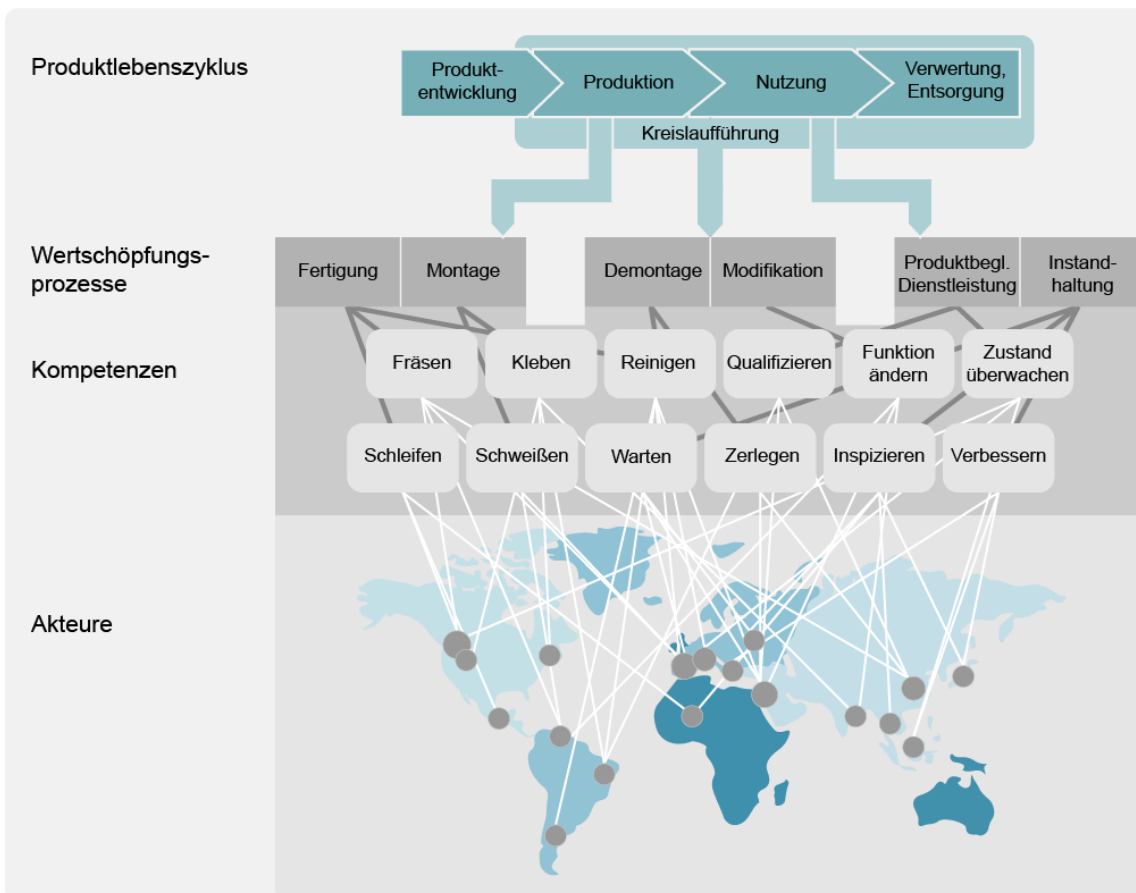 Produktlebenszyklus
Produkt-
entwicklung
Produktion
Nutzung
Verwertung,
Entsorgung
Kreislaufführung
Wertschöpfungs-
prozesse
Fertigung
Montage
Demontage
Modifikation
Produktbegl.
Dienstleistung
Instand-
haltung
Kompetenzen
Fräsen
Kleben
Reinigen
Qualifizieren
Funktion
ändern
Zustand
überwachen
Schleifen
Schweißen
Warten
Zerlegen
Inspizieren
Verbessern
Akteure